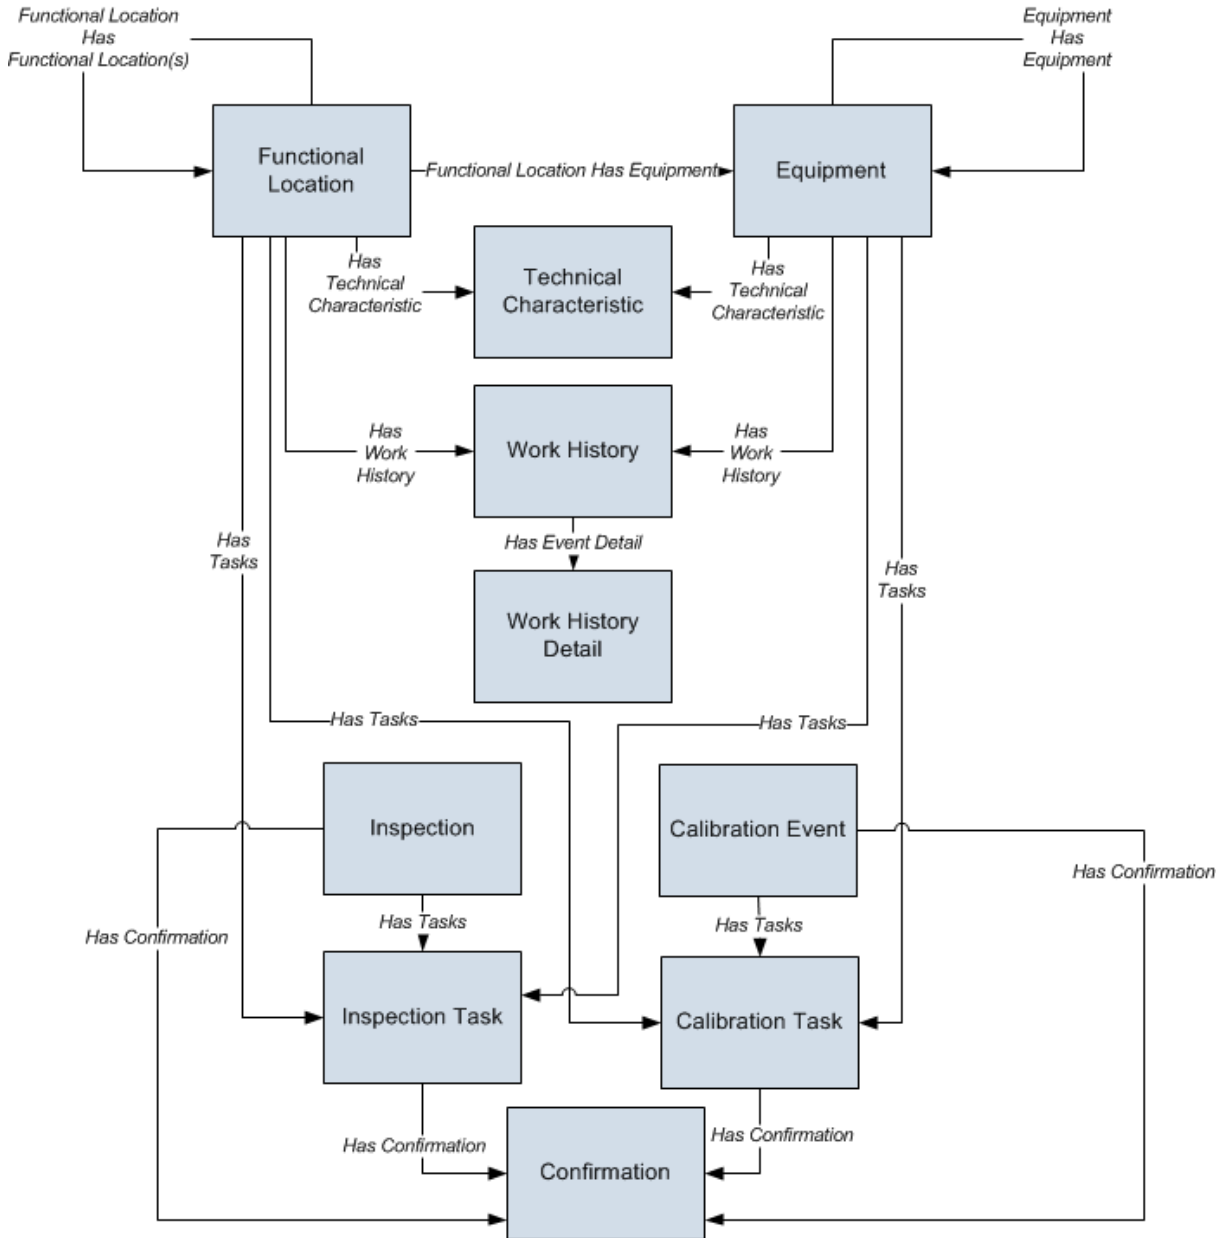 Functional Location
Has
Functional Location(s)
Equipment
Has
Equipment
Functional
Location
Functional Location Has Equipment
Equipment
Has
Technical
Characteristic
Technical
Characteristic
Has
Technical
Characteristic
Has
Work
History
Work History
Has
Work
History
Has Event Detail
Has
Tasks
Has
Tasks
Work History
Detail
Has Tasks
Has Tasks
Inspection
Calibration Event
Has Confirmation
Has Confirmation
Has Tasks
Has Tasks
Inspection Task
Calibration Task
Has Confirmation
Has Confirmation
Confirmation